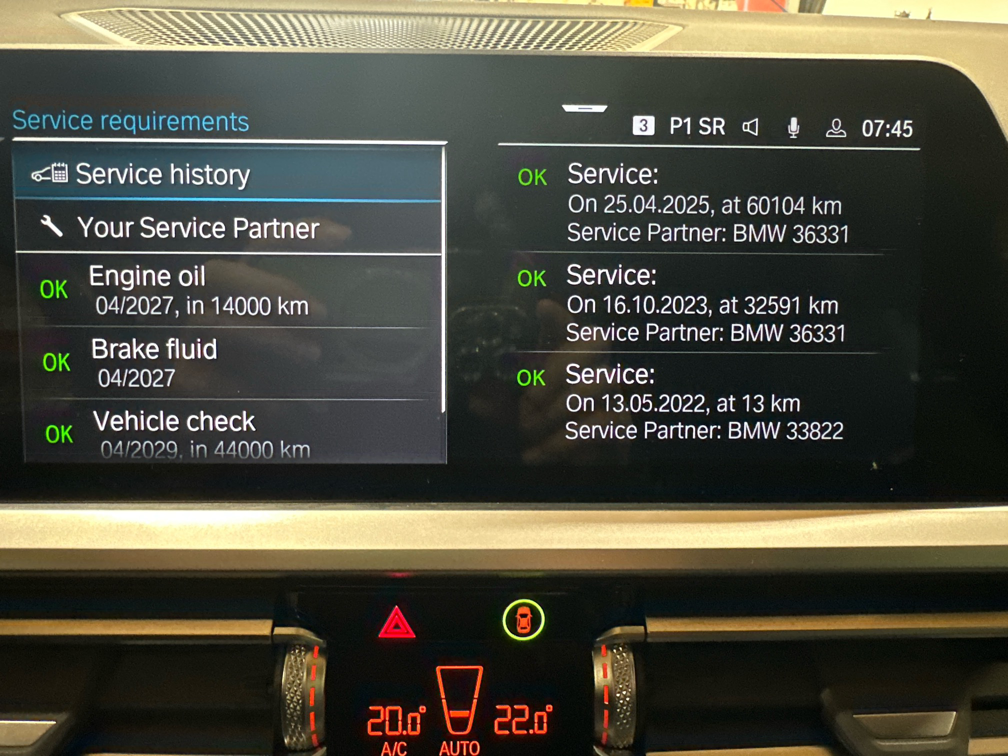 Service requirements
3 P1 SR 07:45
Service history
Your Service Partner
OK Engine oil
04/2027, in 14000 km
OK Brake fluid
04/2027
OK Vehicle check
04/2029, in 44000 km
OK Service:
On 25.04.2025, at 60104 km
Service Partner: BMW 36331
OK Service:
On 16.10.2023, at 32591 km
Service Partner: BMW 36331
OK Service:
On 13.05.2022, at 13 km
Service Partner: BMW 33822
20.0° 22.0°
A/C AUTO